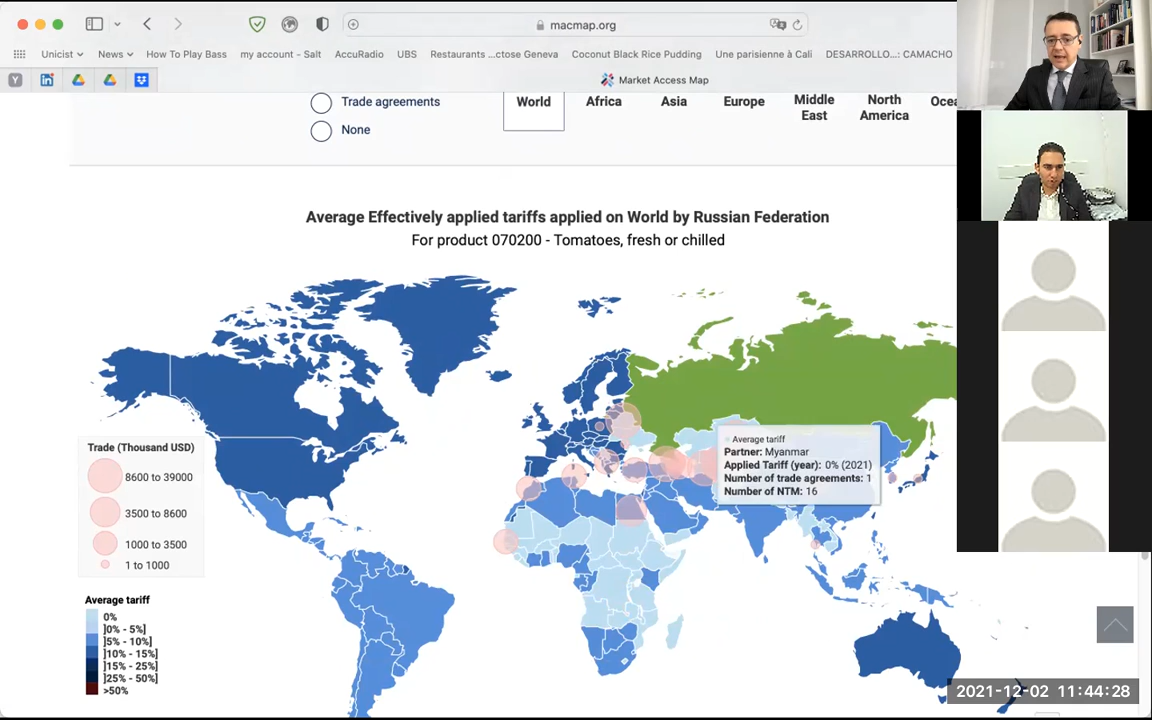 macmap.org
Unicist
News
How To Play Bass
my account - Salt
AccuRadio
UBS
Restaurants ...ctose Geneva
Coconut Black Rice Pudding
Une parisienne à Cali
DESARROLLO...: CAMACHO
Market Access Map
Trade agreements
None
World
Africa
Asia
Europe
Middle
East
North
America
Ocea
Average Effectively applied tariffs applied on World by Russian Federation
For product 070200 - Tomatoes, fresh or chilled
Average tariff
Partner: Myanmar
Applied Tariff (year): 0% (2021)
Number of trade agreements: 1
Number of NTM: 16
Trade (Thousand USD)
8600 to 39000
3500 to 8600
1000 to 3500
1 to 1000
Average tariff
0%
]0% - 5%]
]5% - 10%]
]10% - 15%]
]15% - 25%]
]25% - 50%]
>50%
2021-12-02 11:44:28